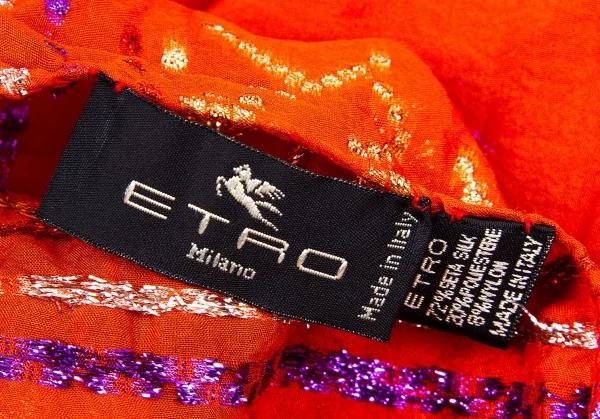 ETRO
Milano
Made in Italy
ETRO
72%SETA SILK
20%POLIESTERE
8%NYLON
MADE IN ITALY